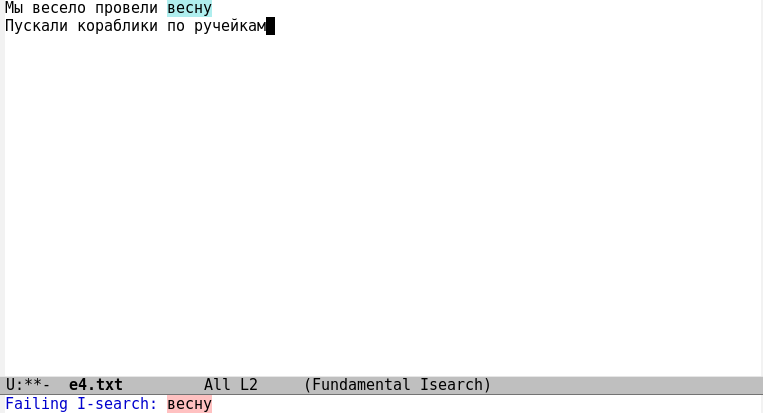 Мы весело провели весну
Пускали кораблики по ручейкам
U:**-  e4.txt         All L2     (Fundamental Isearch)
Failing I-search: весну